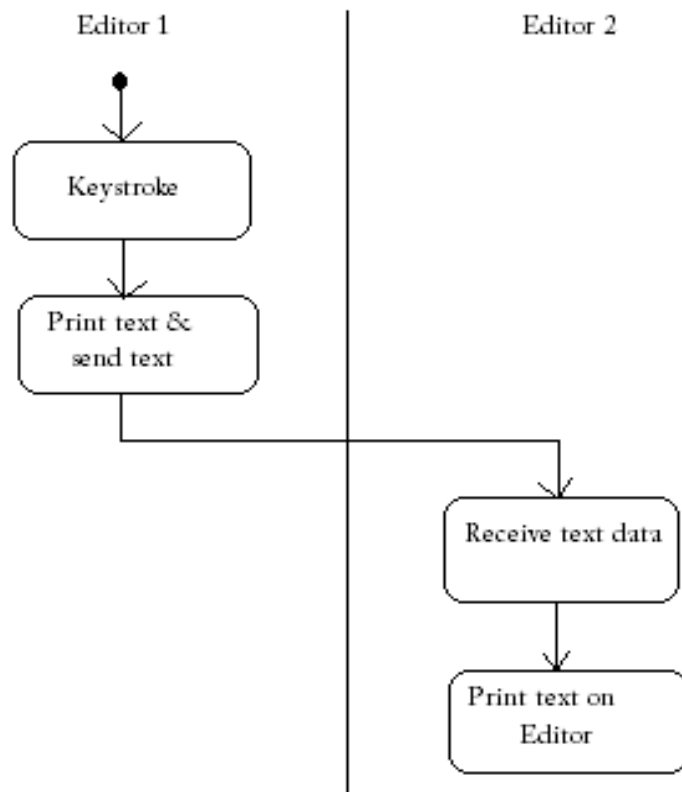 Editor 1
Editor 2
Keystroke
Print text &
send text
Receive text data
Print text on
Editor